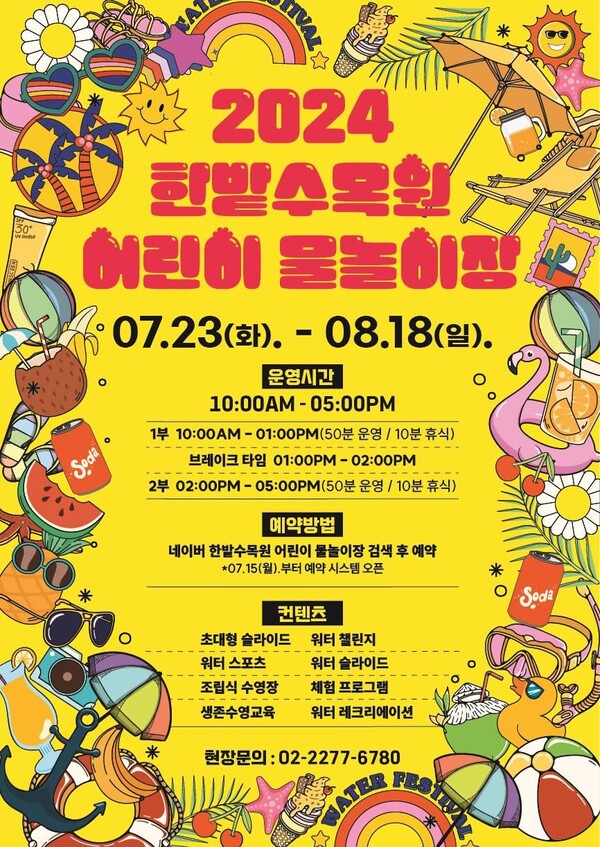 WATER FESTIVAL
2024
한밭수목원
어린이 물놀이장
SPF
30+
07.23(화). - 08.18(일).
운영시간
10:00AM - 05:00PM
1부 10:00AM - 01:00PM(50분 운영 / 10분 휴식)
브레이크 타임 01:00PM - 02:00PM
2부 02:00PM - 05:00PM(50분 운영 / 10분 휴식)
Soda
예약방법
네이버 한밭수목원 어린이 물놀이장 검색 후 예약
*07.15(월).부터 예약 시스템 오픈
Soda
컨텐츠
초대형 슬라이드 워터 챌린지
워터 스포츠 워터 슬라이드
조립식 수영장 체험 프로그램
생존수영교육 워터 레크리에이션
현장문의 : 02-2277-6780
WATER FESTIVAL